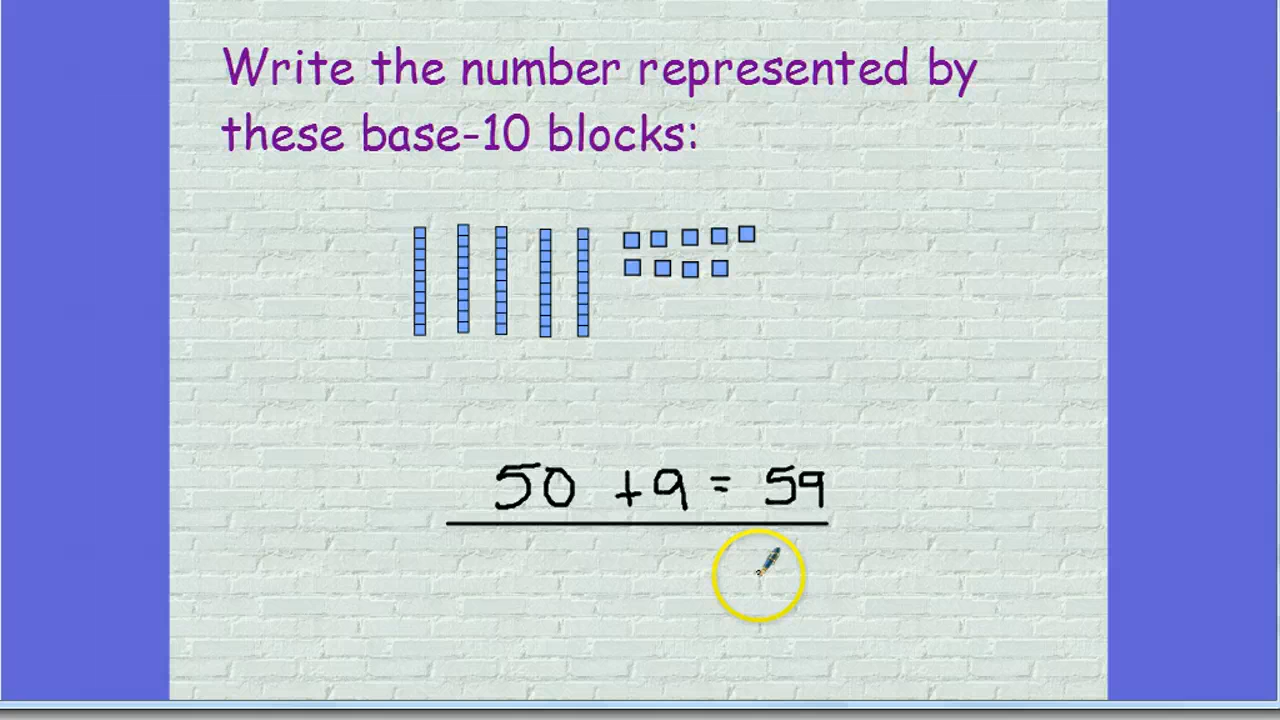 Write the number represented by
these base-10 blocks:
50 + 9 = 59